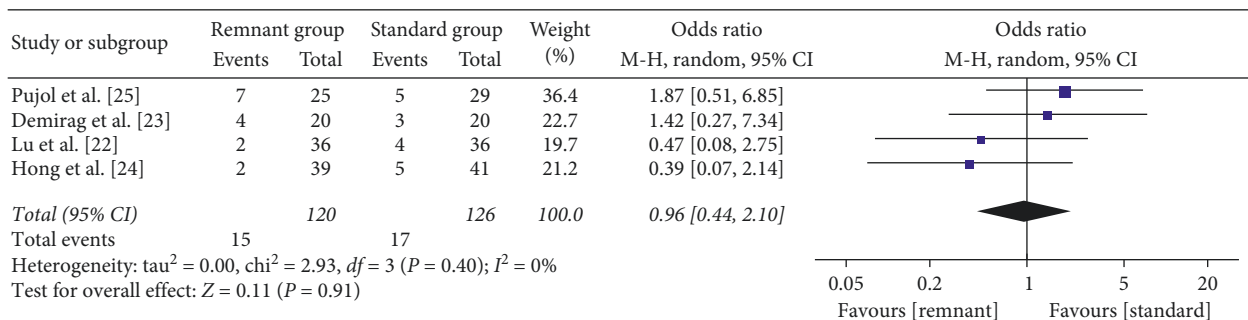 Study or subgroup Remnant group Standard group Weight (%) Odds ratio Odds ratio
Events Total Events Total M-H, random, 95% CI M-H, random, 95% CI
Pujol et al. [25] 7 25 5 29 36.4 1.87 [0.51, 6.85]
Demirag et al. [23] 4 20 3 20 22.7 1.42 [0.27, 7.34]
Lu et al. [22] 2 36 4 36 19.7 0.47 [0.08, 2.75]
Hong et al. [24] 2 39 5 41 21.2 0.39 [0.07, 2.14]
Total (95% CI) 120 126 100.0 0.96 [0.44, 2.10]
Total events 15 17
Heterogeneity: tau² = 0.00, chi² = 2.93, df = 3 (P = 0.40); I² = 0%
Test for overall effect: Z = 0.11 (P = 0.91)
0.05 0.2 1 5 20
Favours [remnant] Favours [standard]